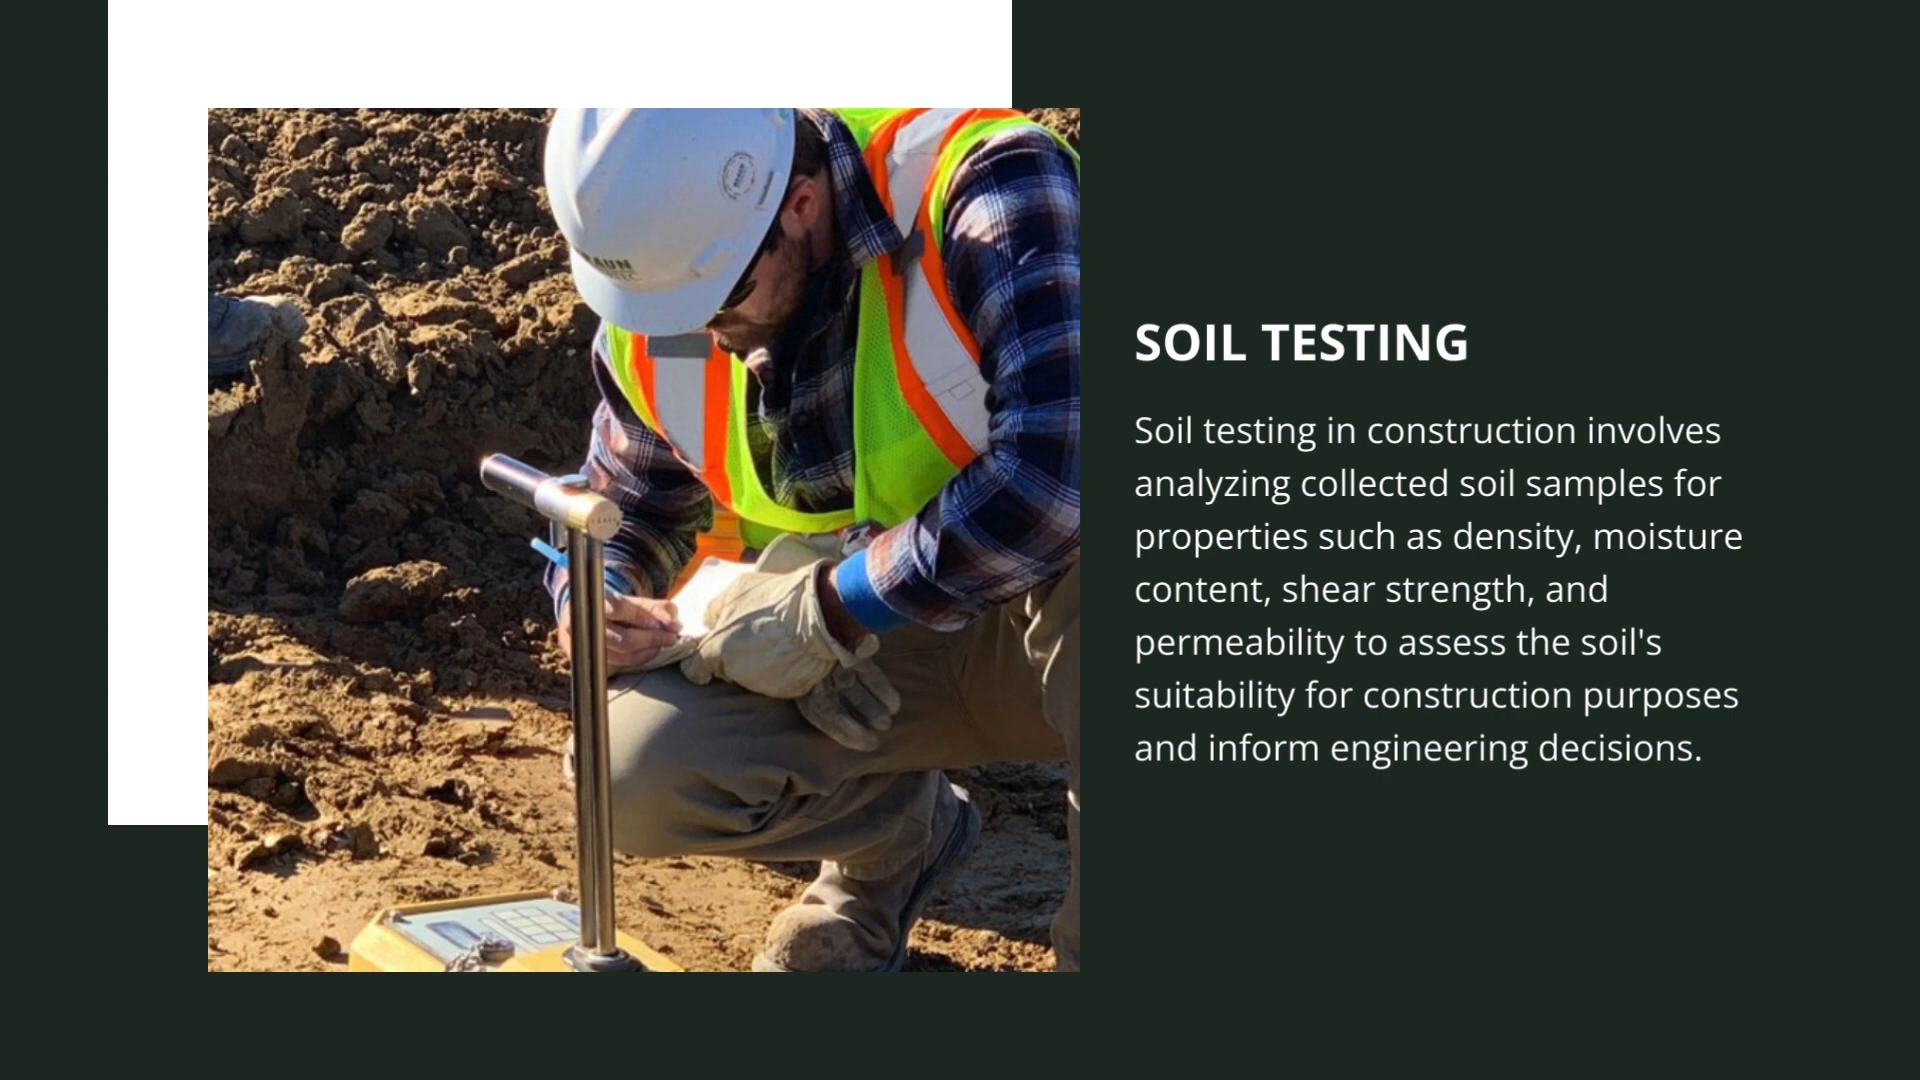 SOIL TESTING
Soil testing in construction involves
analyzing collected soil samples for
properties such as density, moisture
content, shear strength, and
permeability to assess the soil's
suitability for construction purposes
and inform engineering decisions.